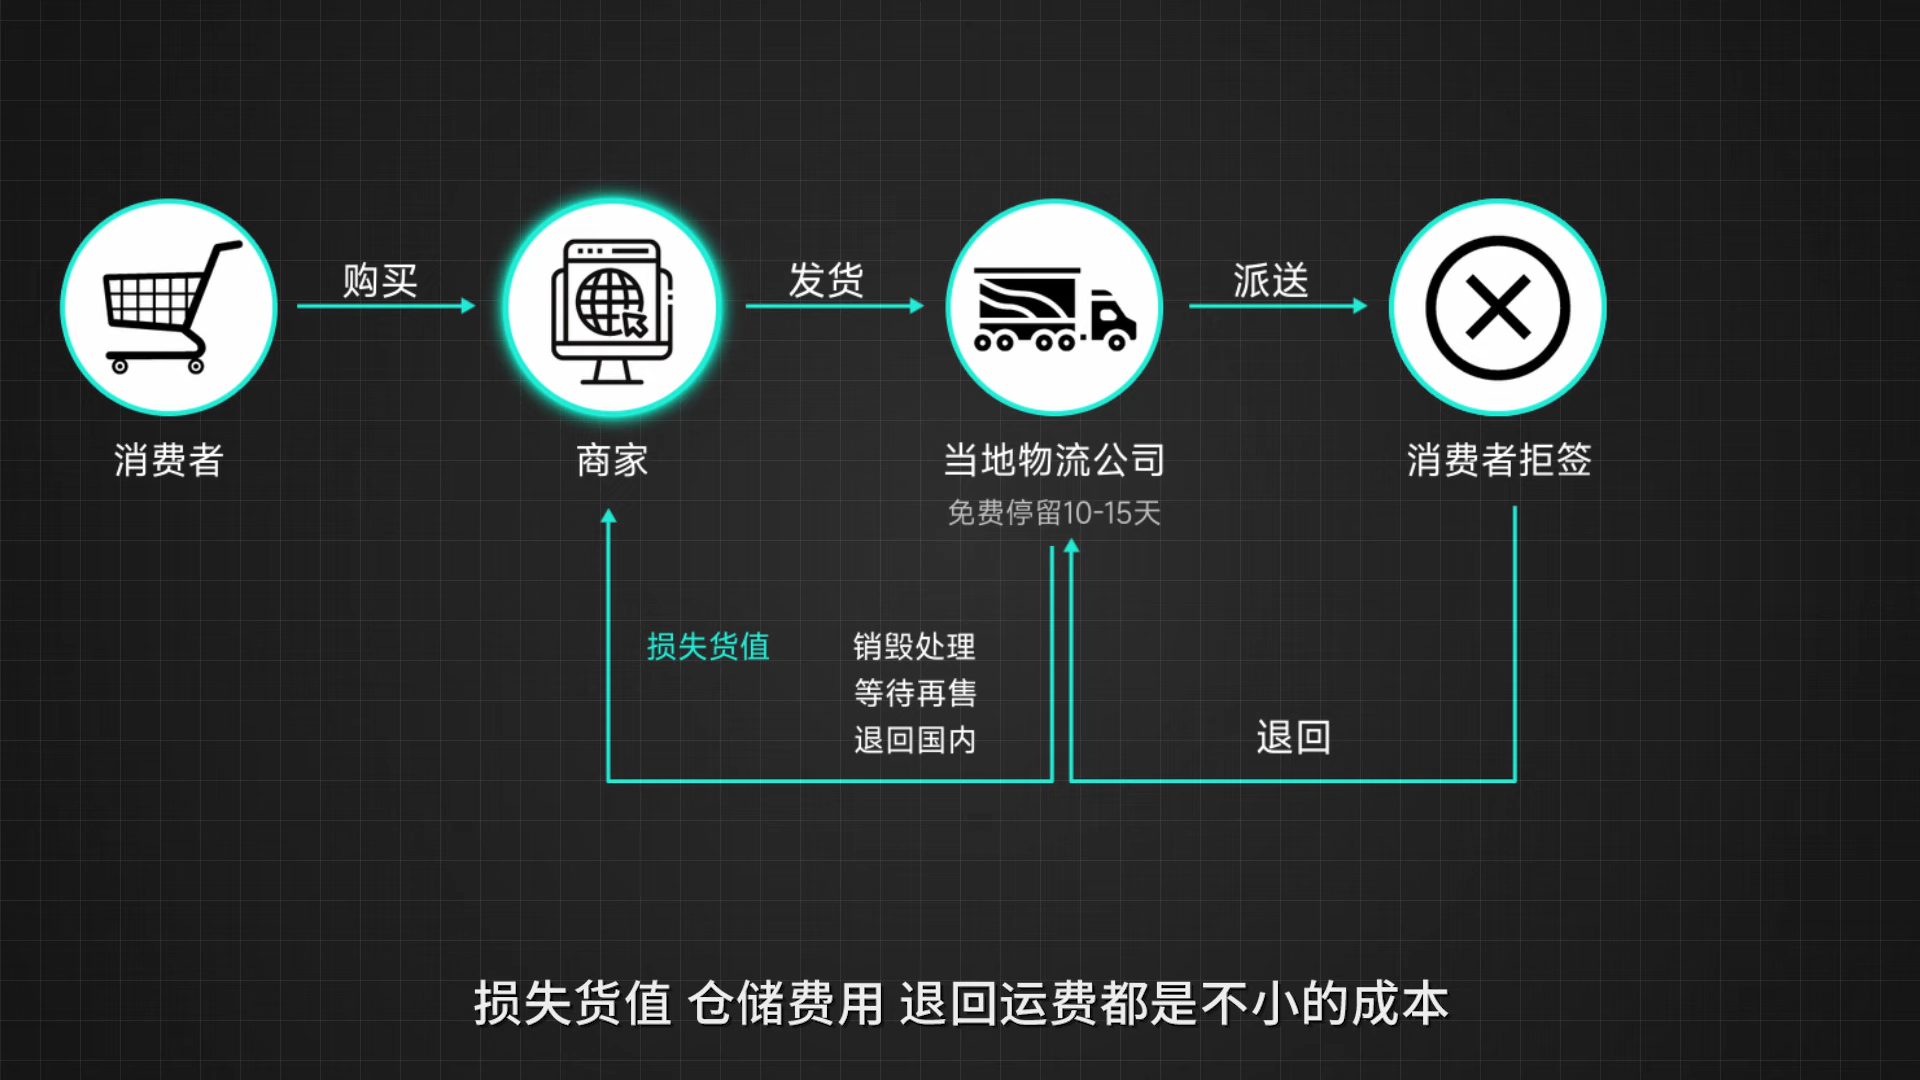 购买
发货
派送
消费者
商家
当地物流公司
消费者拒签
免费停留10-15天
损失货值
销毁处理
等待再售
退回国内
退回
损失货值 仓储费用 退回运费都是不小的成本